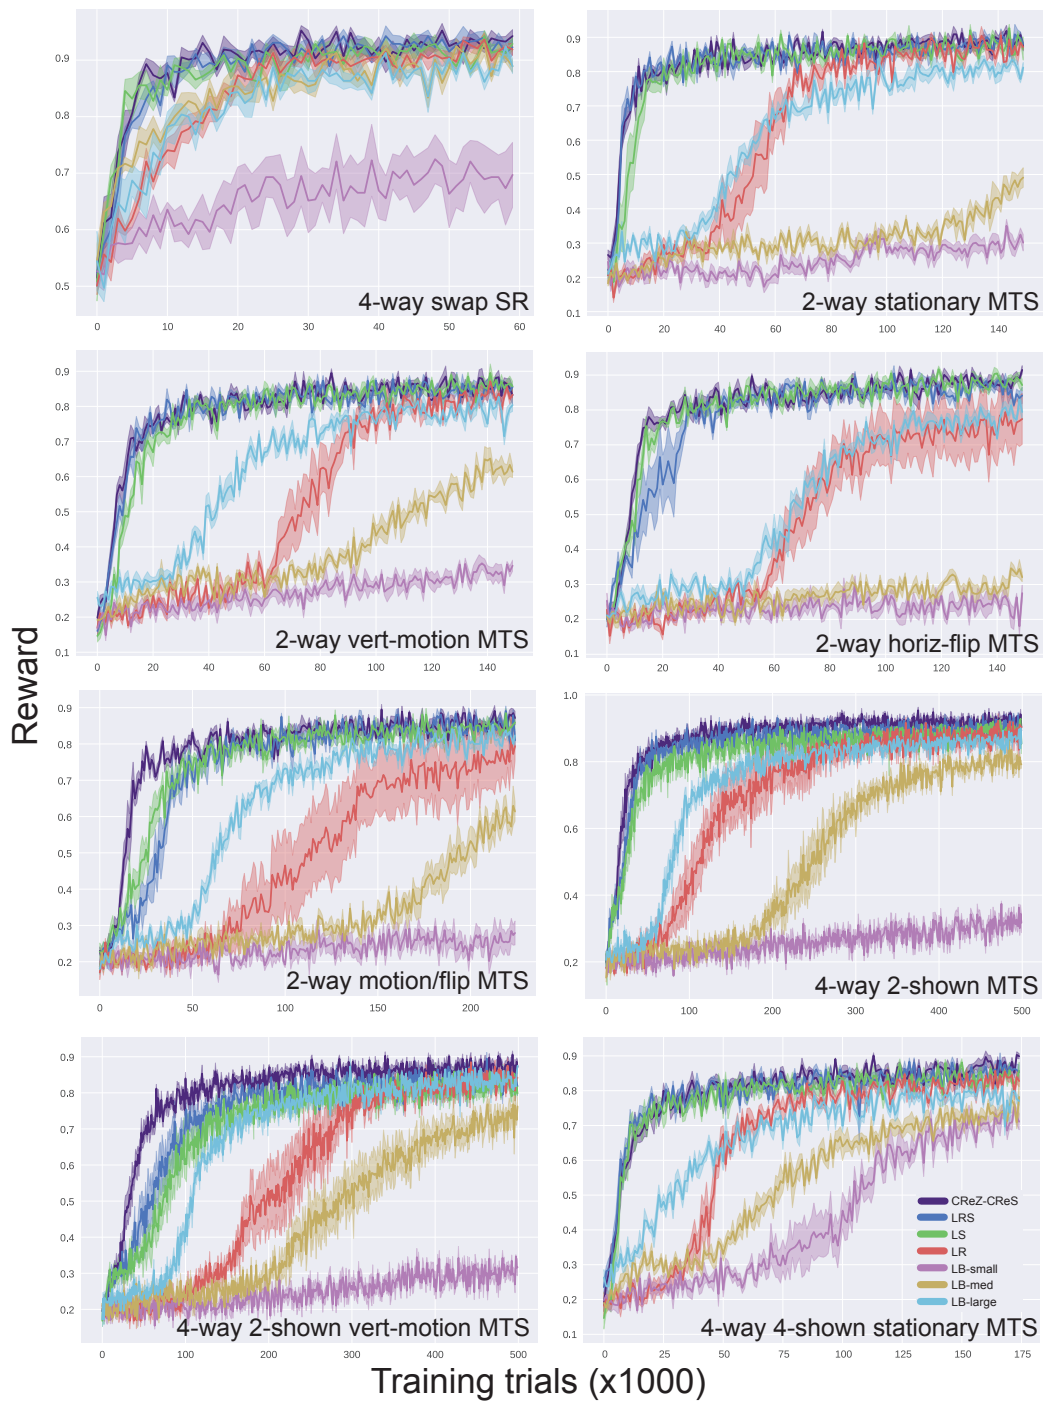 0.9
0.8
0.7
0.6
0.5
4-way swap SR
0 10 20 30 40 50 60
0.9
0.8
0.7
0.6
0.5
0.4
0.3
0.2
0.1
2-way stationary MTS
0 20 40 60 80 100 120 140
0.9
0.8
0.7
0.6
0.5
0.4
0.3
0.2
0.1
2-way vert-motion MTS
0 20 40 60 80 100 120 140
0.9
0.8
0.7
0.6
0.5
0.4
0.3
0.2
0.1
2-way horiz-flip MTS
0 20 40 60 80 100 120 140
Reward
0.9
0.8
0.7
0.6
0.5
0.4
0.3
0.2
2-way motion/flip MTS
0 50 100 150 200
1.0
0.8
0.6
0.4
0.2
4-way 2-shown MTS
0 100 200 300 400 500
0.9
0.8
0.7
0.6
0.5
0.4
0.3
0.2
4-way 2-shown vert-motion MTS
0 100 200 300 400 500
0.9
0.8
0.7
0.6
0.5
0.4
0.3
0.2
0.1
CReZ-CReS
LRS
LS
LR
LB-small
LB-med
LB-large
4-way 4-shown stationary MTS
0 25 50 75 100 125 150 175
Training trials (x1000)